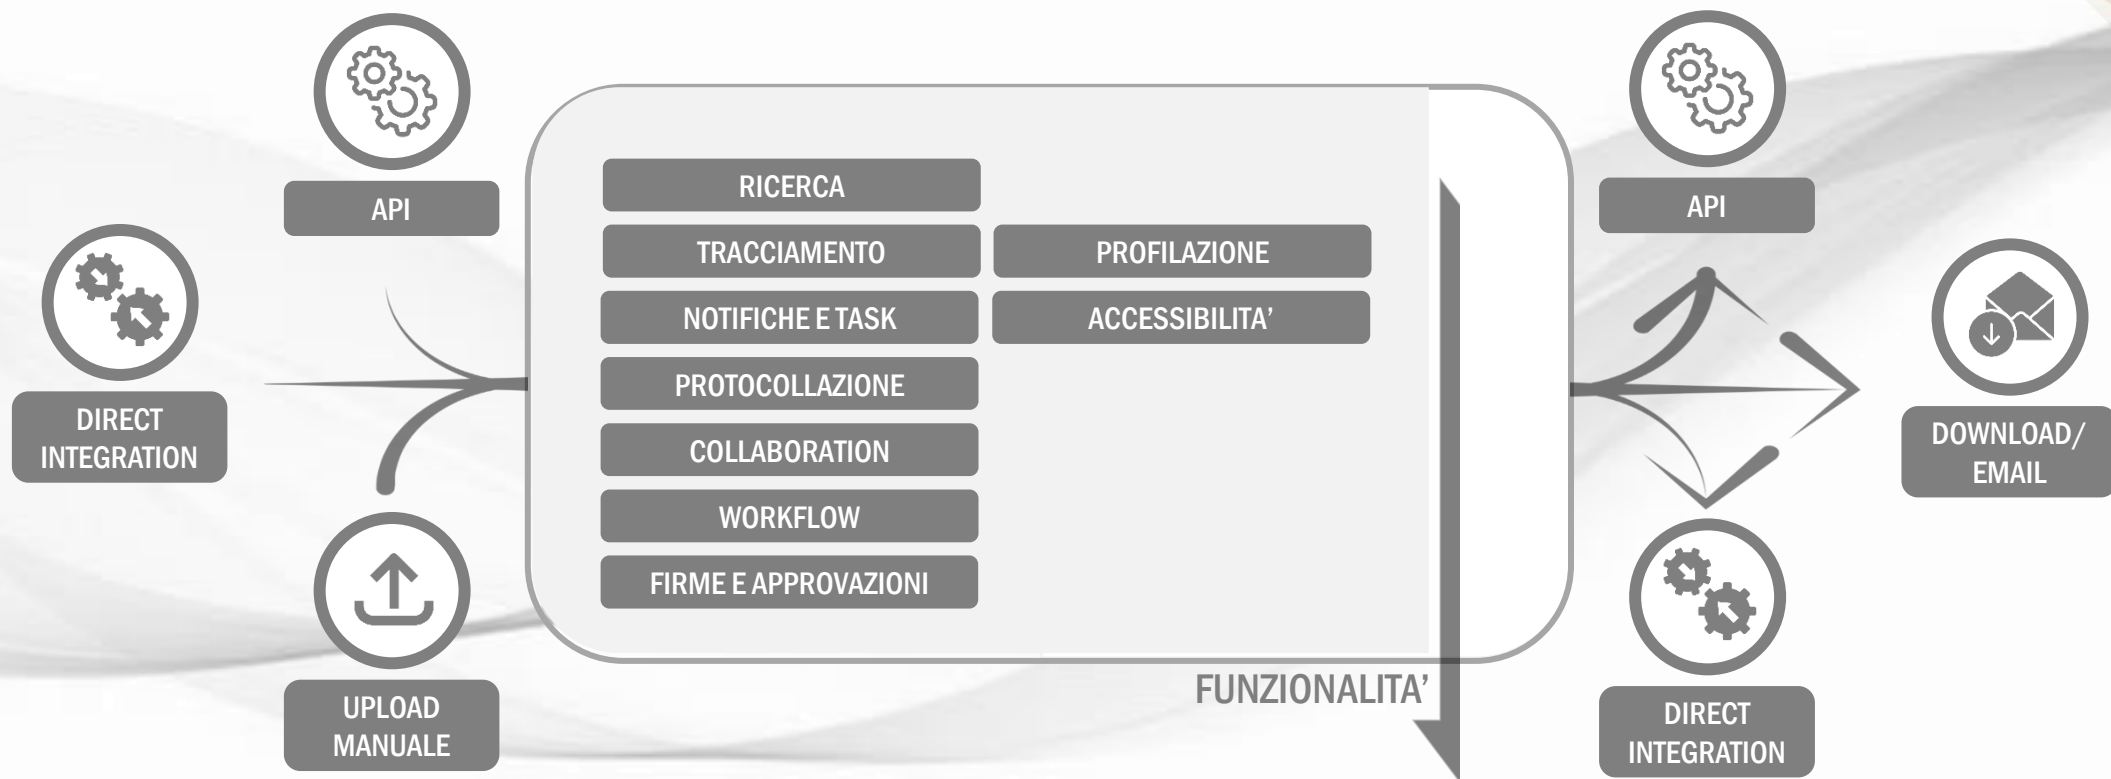 API
DIRECT
INTEGRATION
UPLOAD
MANUALE
RICERCA
TRACCIAMENTO
PROFILAZIONE
NOTIFICHE E TASK
ACCESSIBILITA’
PROTOCOLLAZIONE
COLLABORATION
WORKFLOW
FIRME E APPROVAZIONI
FUNZIONALITA’
API
DOWNLOAD/
EMAIL
DIRECT
INTEGRATION